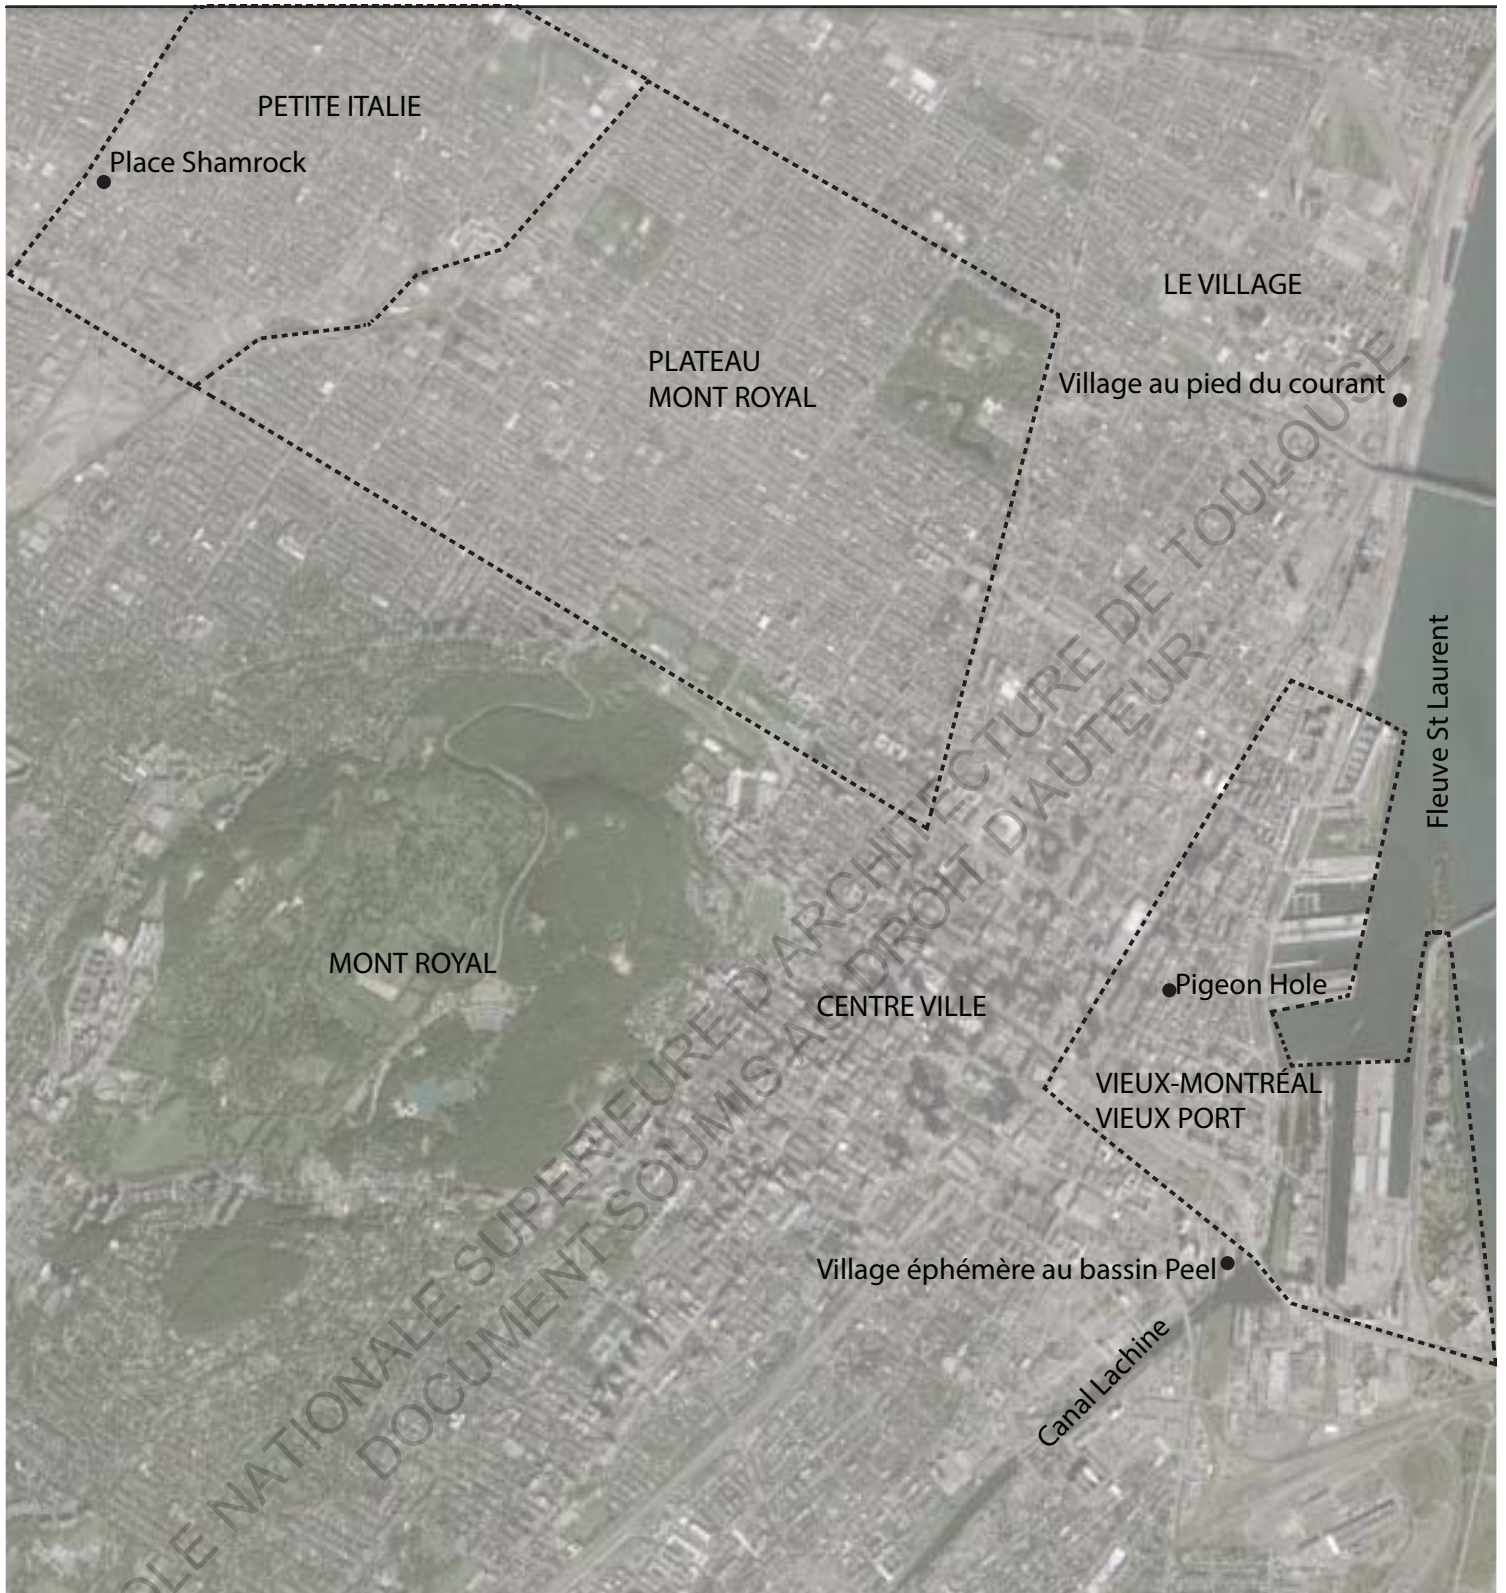 PETITE ITALIE
Place Shamrock
LE VILLAGE
PLATEAU
MONT ROYAL
Village au pied du courant
Fleuve St Laurent
MONT ROYAL
Pigeon Hole
CENTRE VILLE
VIEUX-MONTRÉAL
VIEUX PORT
Village éphémère au bassin Peel
Canal Lachine
OLE NATIONALE SUPERIEURE D'ARCHITECTURE DE TOULOUSE
DOCUMENT SOUMIS AU DROIT D'AUTEUR